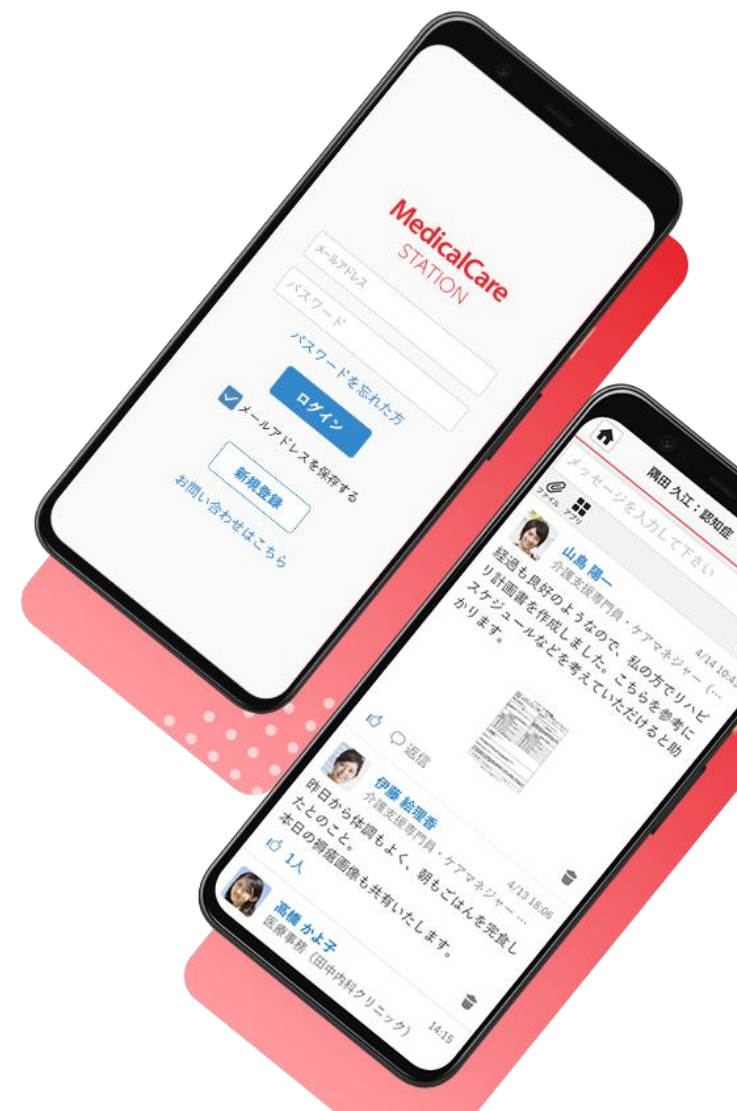 MedicalCare
STATION
メールアドレス
パスワード
パスワードを忘れた方
ログイン
メールアドレスを保存する
新規登録
お問い合わせはこちら
隅田 久江：認知症
メッセージを入力して下さい
ファイル アプリ
山島 陽一
介護支援専門員・ケアマネジャー（…
4/14 10:4
経過も良好のようなので、私の方でリハビ
リ計画書を作成しました。こちらを参考に
スケジュールなどを考えていただけると助
かります。
返信
伊藤 絵理香
介護支援専門員・ケアマネジャー …
4/13 18:06
昨日から体調もよく、朝もごはんを完食し
たとのこと。
本日の褥瘡画像も共有いたします。
1人
高橋 かよ子
医療事務（田中内科クリニック）
14:15